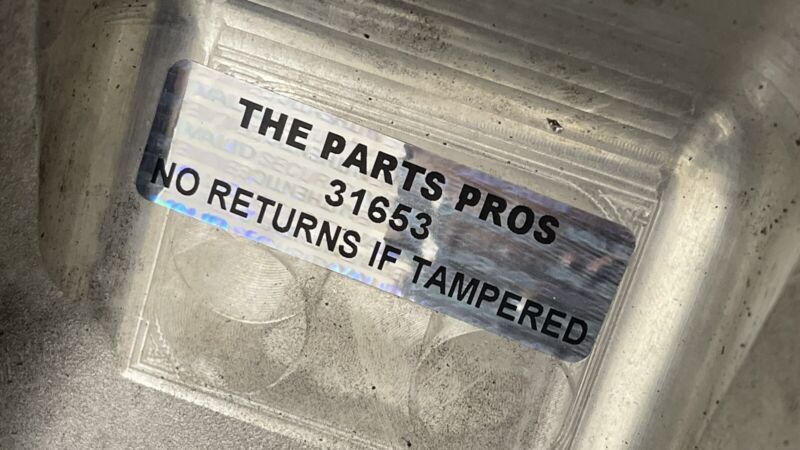 THE PARTS PROS
31653
NO RETURNS IF TAMPERED